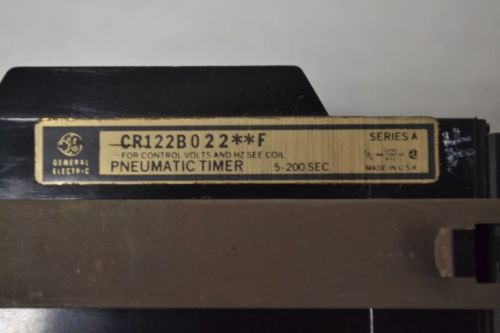 CR122B022**F
SERIES A
FOR CONTROL VOLTS AND HZ SEE COIL
GENERAL
ELECTRIC
PNEUMATIC TIMER 5-200 SEC.
MADE IN U.S.A.